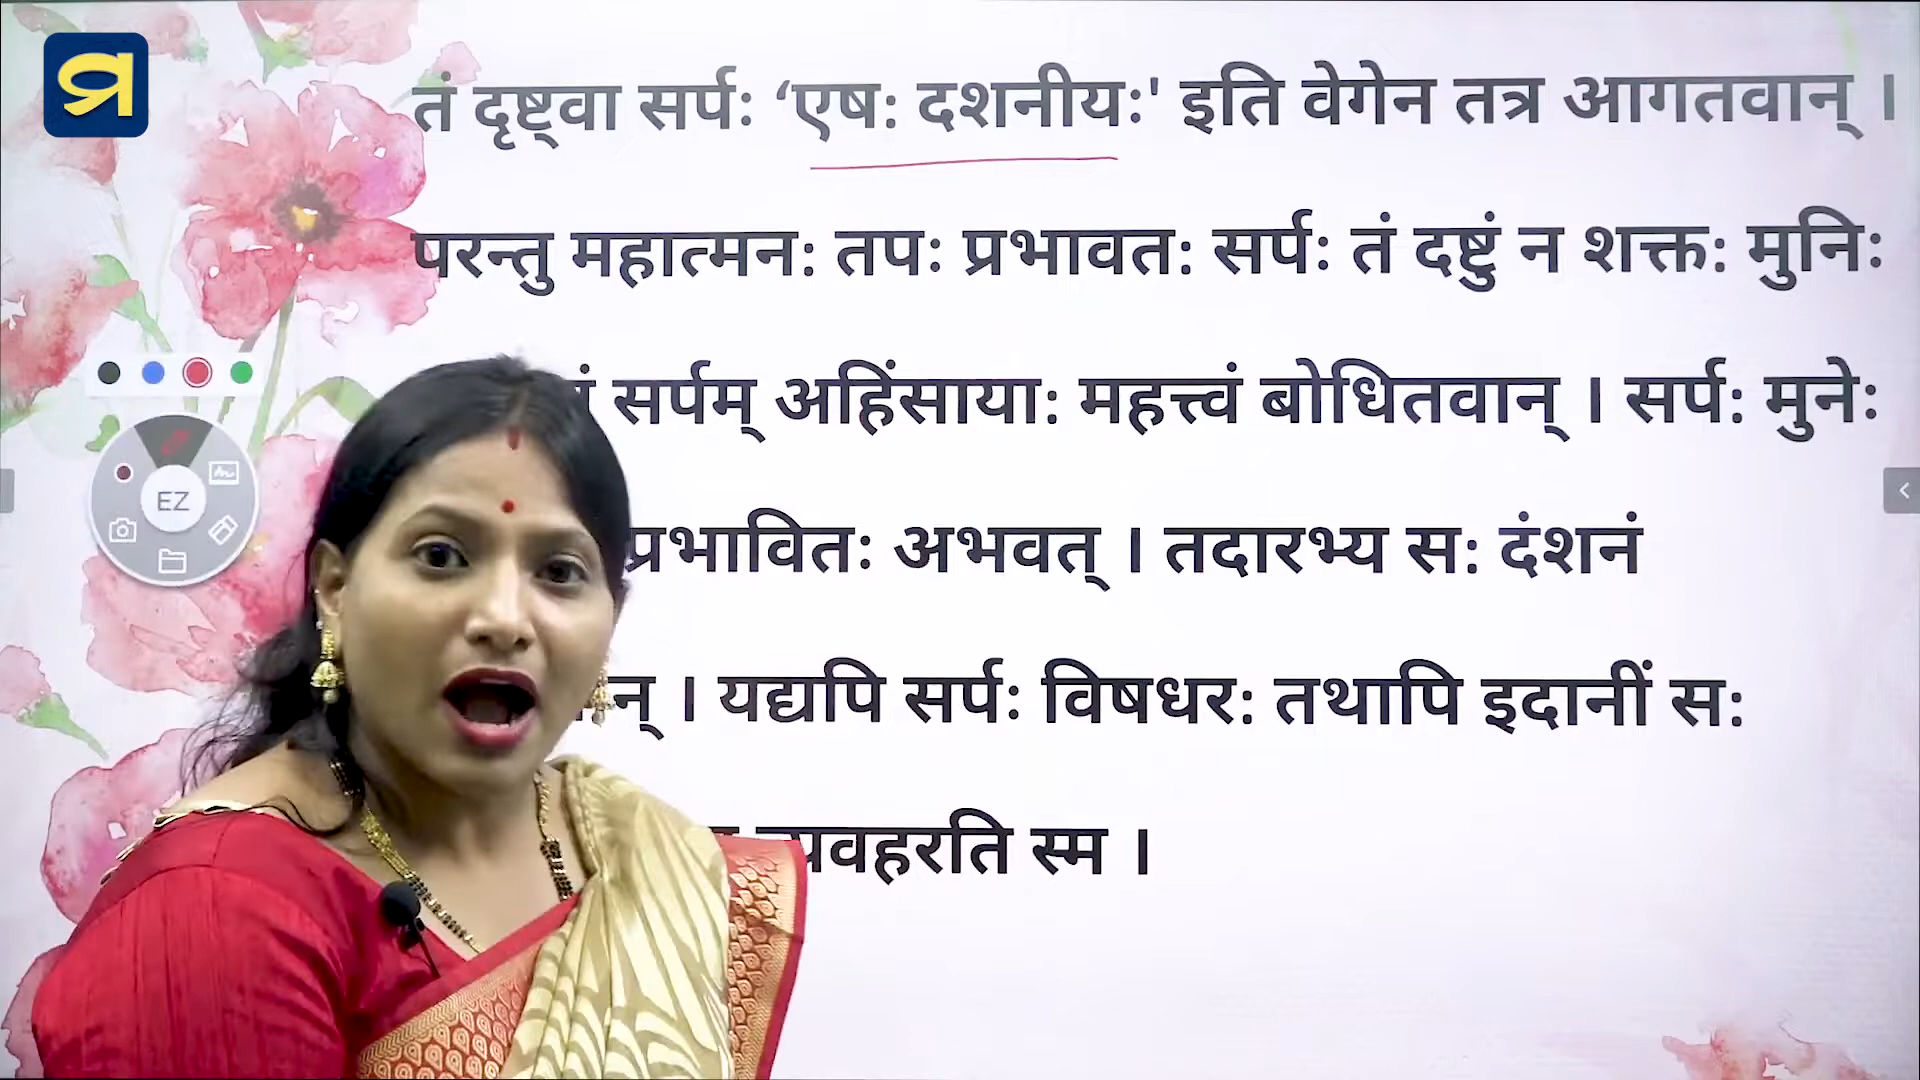 ସ
तं दृष्ट्वा सर्पः ‘एषः दशनीयः' इति वेगेन तत्र आगतवान् ।
परन्तु महात्मनः तपः प्रभावतः सर्पः तं दष्टुं न शक्तः मुनिः
सर्पम् अहिंसायाः महत्त्वं बोधितवान् । सर्पः मुनेः
प्रभावितः अभवत् । तदारभ्य सः दंशनं
। यद्यपि सर्पः विषधरः तथापि इदानीं सः
स्म ।
EZ